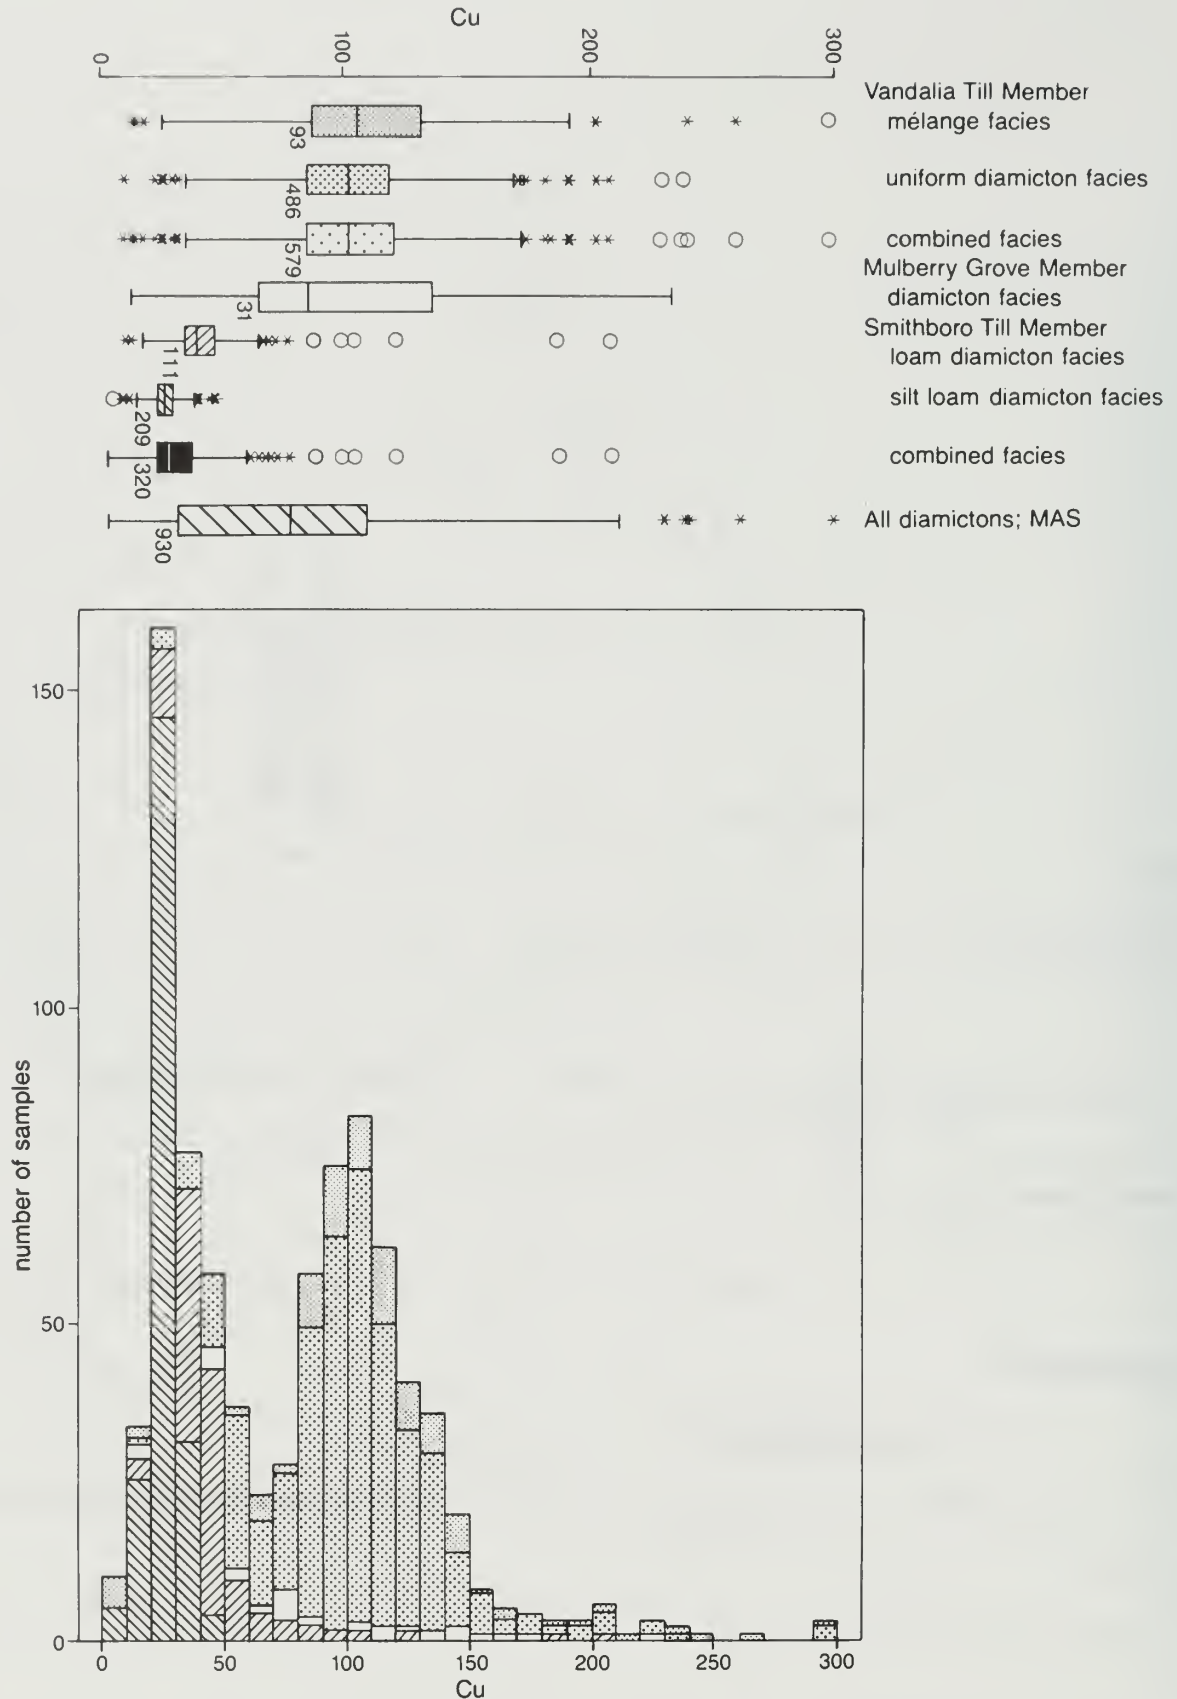 Cu
0 100 200 300
Vandalia Till Member
mélange facies
93
uniform diamicton facies
486
combined facies
579
Mulberry Grove Member
diamicton facies
31
Smithboro Till Member
loam diamicton facies
111
silt loam diamicton facies
209
combined facies
320
All diamictons; MAS
930
number of samples
150
100
50
0
0 50 100 150 200 250 300
Cu